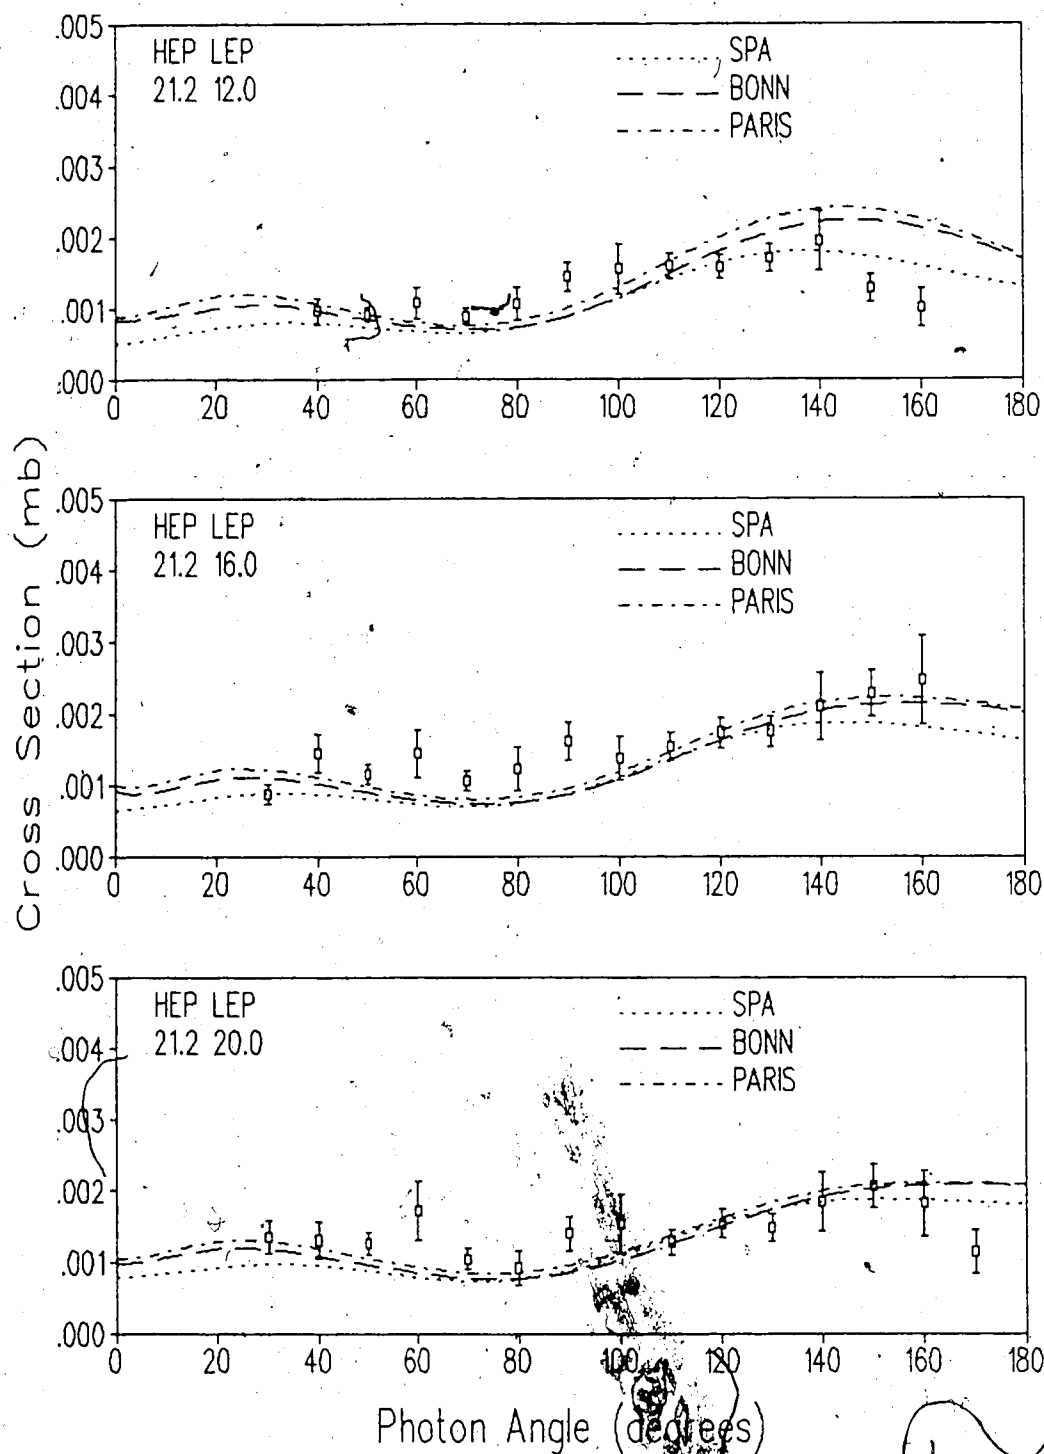 Cross Section (mb)
.005
.004
.003
.002
.001
.000
HEP LEP
21.2 12.0
SPA
BONN
PARIS
0 20 40 60 80 100 120 140 160 180
.005
.004
.003
.002
.001
.000
HEP LEP
21.2 16.0
SPA
BONN
PARIS
0 20 40 60 80 100 120 140 160 180
.005
.004
.003
.002
.001
.000
HEP LEP
21.2 20.0
SPA
BONN
PARIS
0 20 40 60 80 100 120 140 160 180
Photon Angle (degrees)